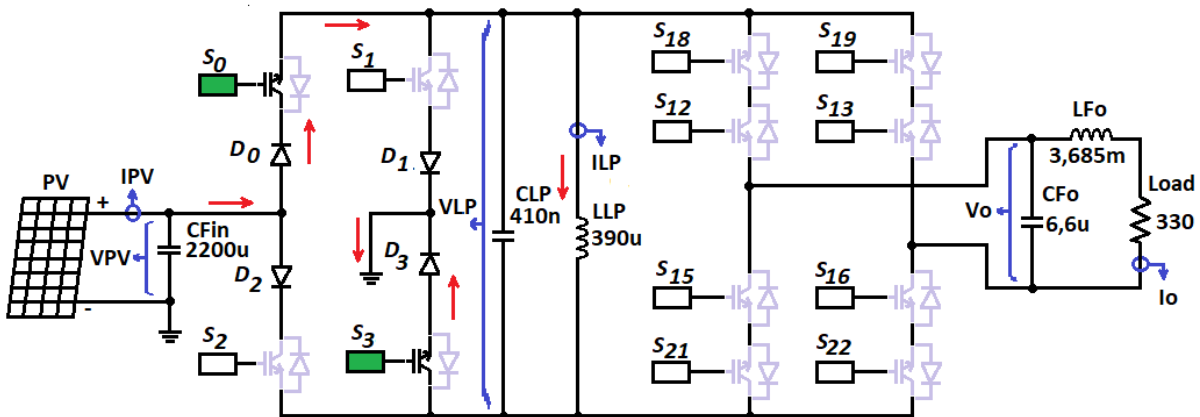 S0
S1
S18
S19
S12
S13
D0
D1
LFo
3,685m
PV
IPV
ILP
+
CFin
2200u
VPV
VLP
CLP
410n
LLP
390u
Load
330
Vo
CFo
6,6u
D2
D3
-
S15
S16
Io
S2
S3
S21
S22